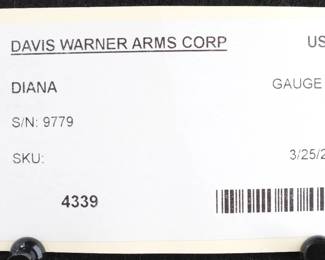 DAVIS WARNER ARMS CORP US
DIANA GAUGE
S/N: 9779
SKU: 3/25/2
4339